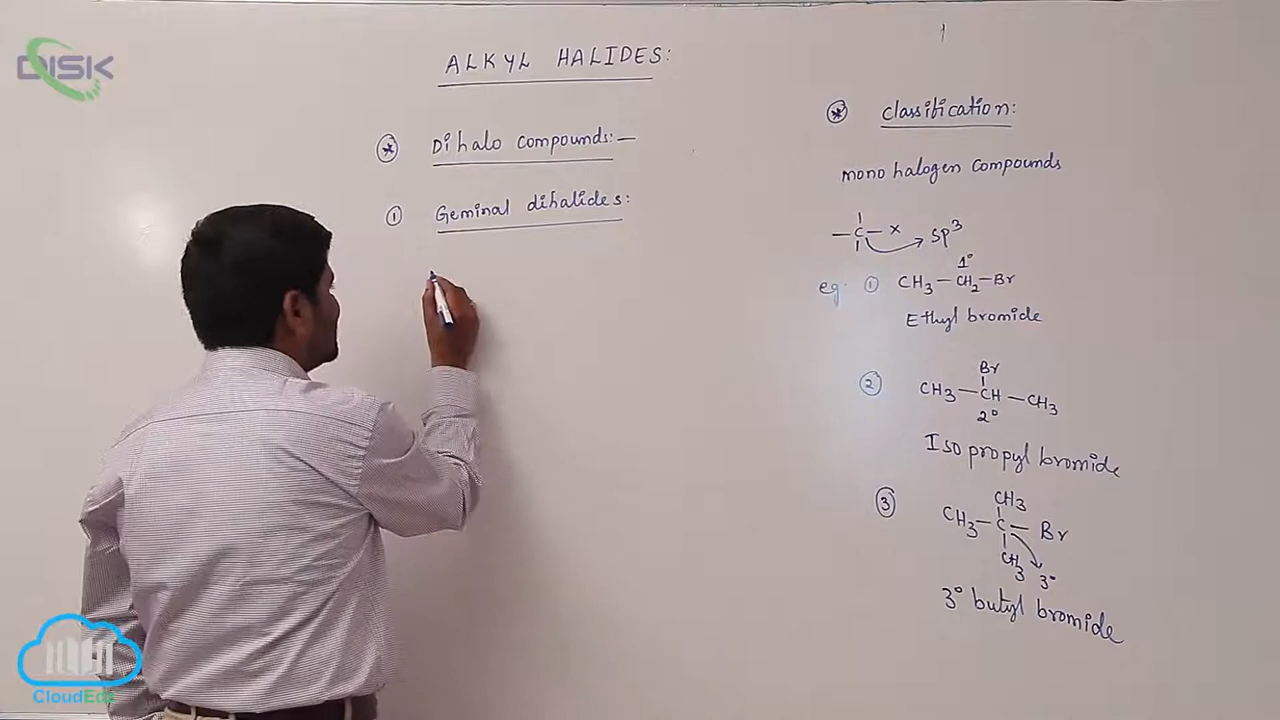 DISK
ALKYL HALIDES:
* Dihalo compounds:—
① Geminal dihalides:
* classification:
mono halogen compounds
—C—x sp³
1°
eg: ① CH₃—CH₂—Br
Ethyl bromide
Br
② CH₃—CH—CH₃
2°
Iso propyl bromide
③ CH₃
CH₃—C—Br
CH₃ 3°
3° butyl bromide
CloudEdz